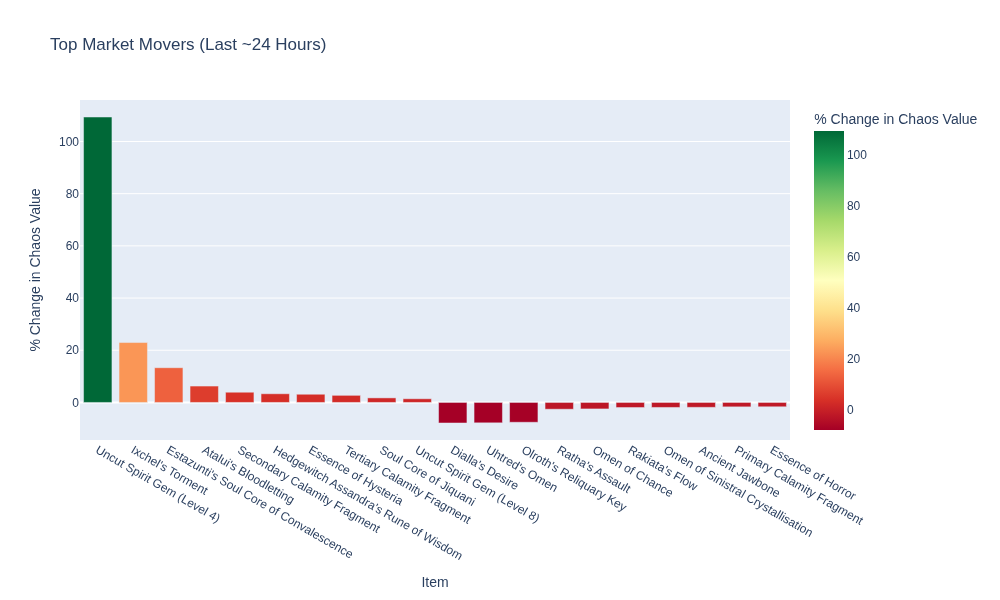 Top Market Movers (Last ~24 Hours)
% Change in Chaos Value
100
80
60
40
20
0
Uncut Spirit Gem (Level 4)
Ixchel's Torment
Estazunti's Soul Core of Convalescence
Atalui's Bloodletting
Secondary Calamity Fragment
Hedgewitch Assandra's Rune of Wisdom
Essence of Hysteria
Tertiary Calamity Fragment
Soul Core of Jiquani
Uncut Spirit Gem (Level 8)
Dialla's Desire
Uhtred's Omen
Olroth's Reliquary Key
Ratha's Assault
Omen of Chance
Rakiata's Flow
Omen of Sinistral Crystallisation
Ancient Jawbone
Primary Calamity Fragment
Essence of Horror
Item
% Change in Chaos Value
100
80
60
40
20
0